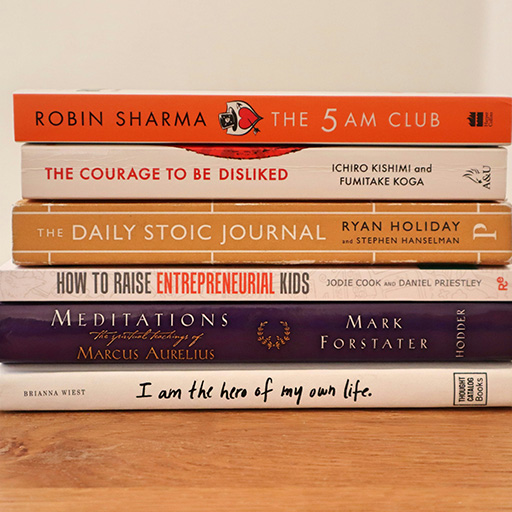 ROBIN SHARMA THE 5 AM CLUB
THE COURAGE TO BE DISLIKED
ICHIRO KISHIMI and
FUMITAKE KOGA
A&U
THE DAILY STOIC JOURNAL
RYAN HOLIDAY
and STEPHEN HANSELMAN
P
HOW TO RAISE ENTREPRENEURIAL KIDS JODIE COOK AND DANIEL PRIESTLEY
MEDITATIONS
the spiritual teachings of
MARCUS AURELIUS
MARK
FORSTATER
HODDER
BRIANNA WIEST
I am the hero of my own life.
THOUGHT
CATALOG
Books